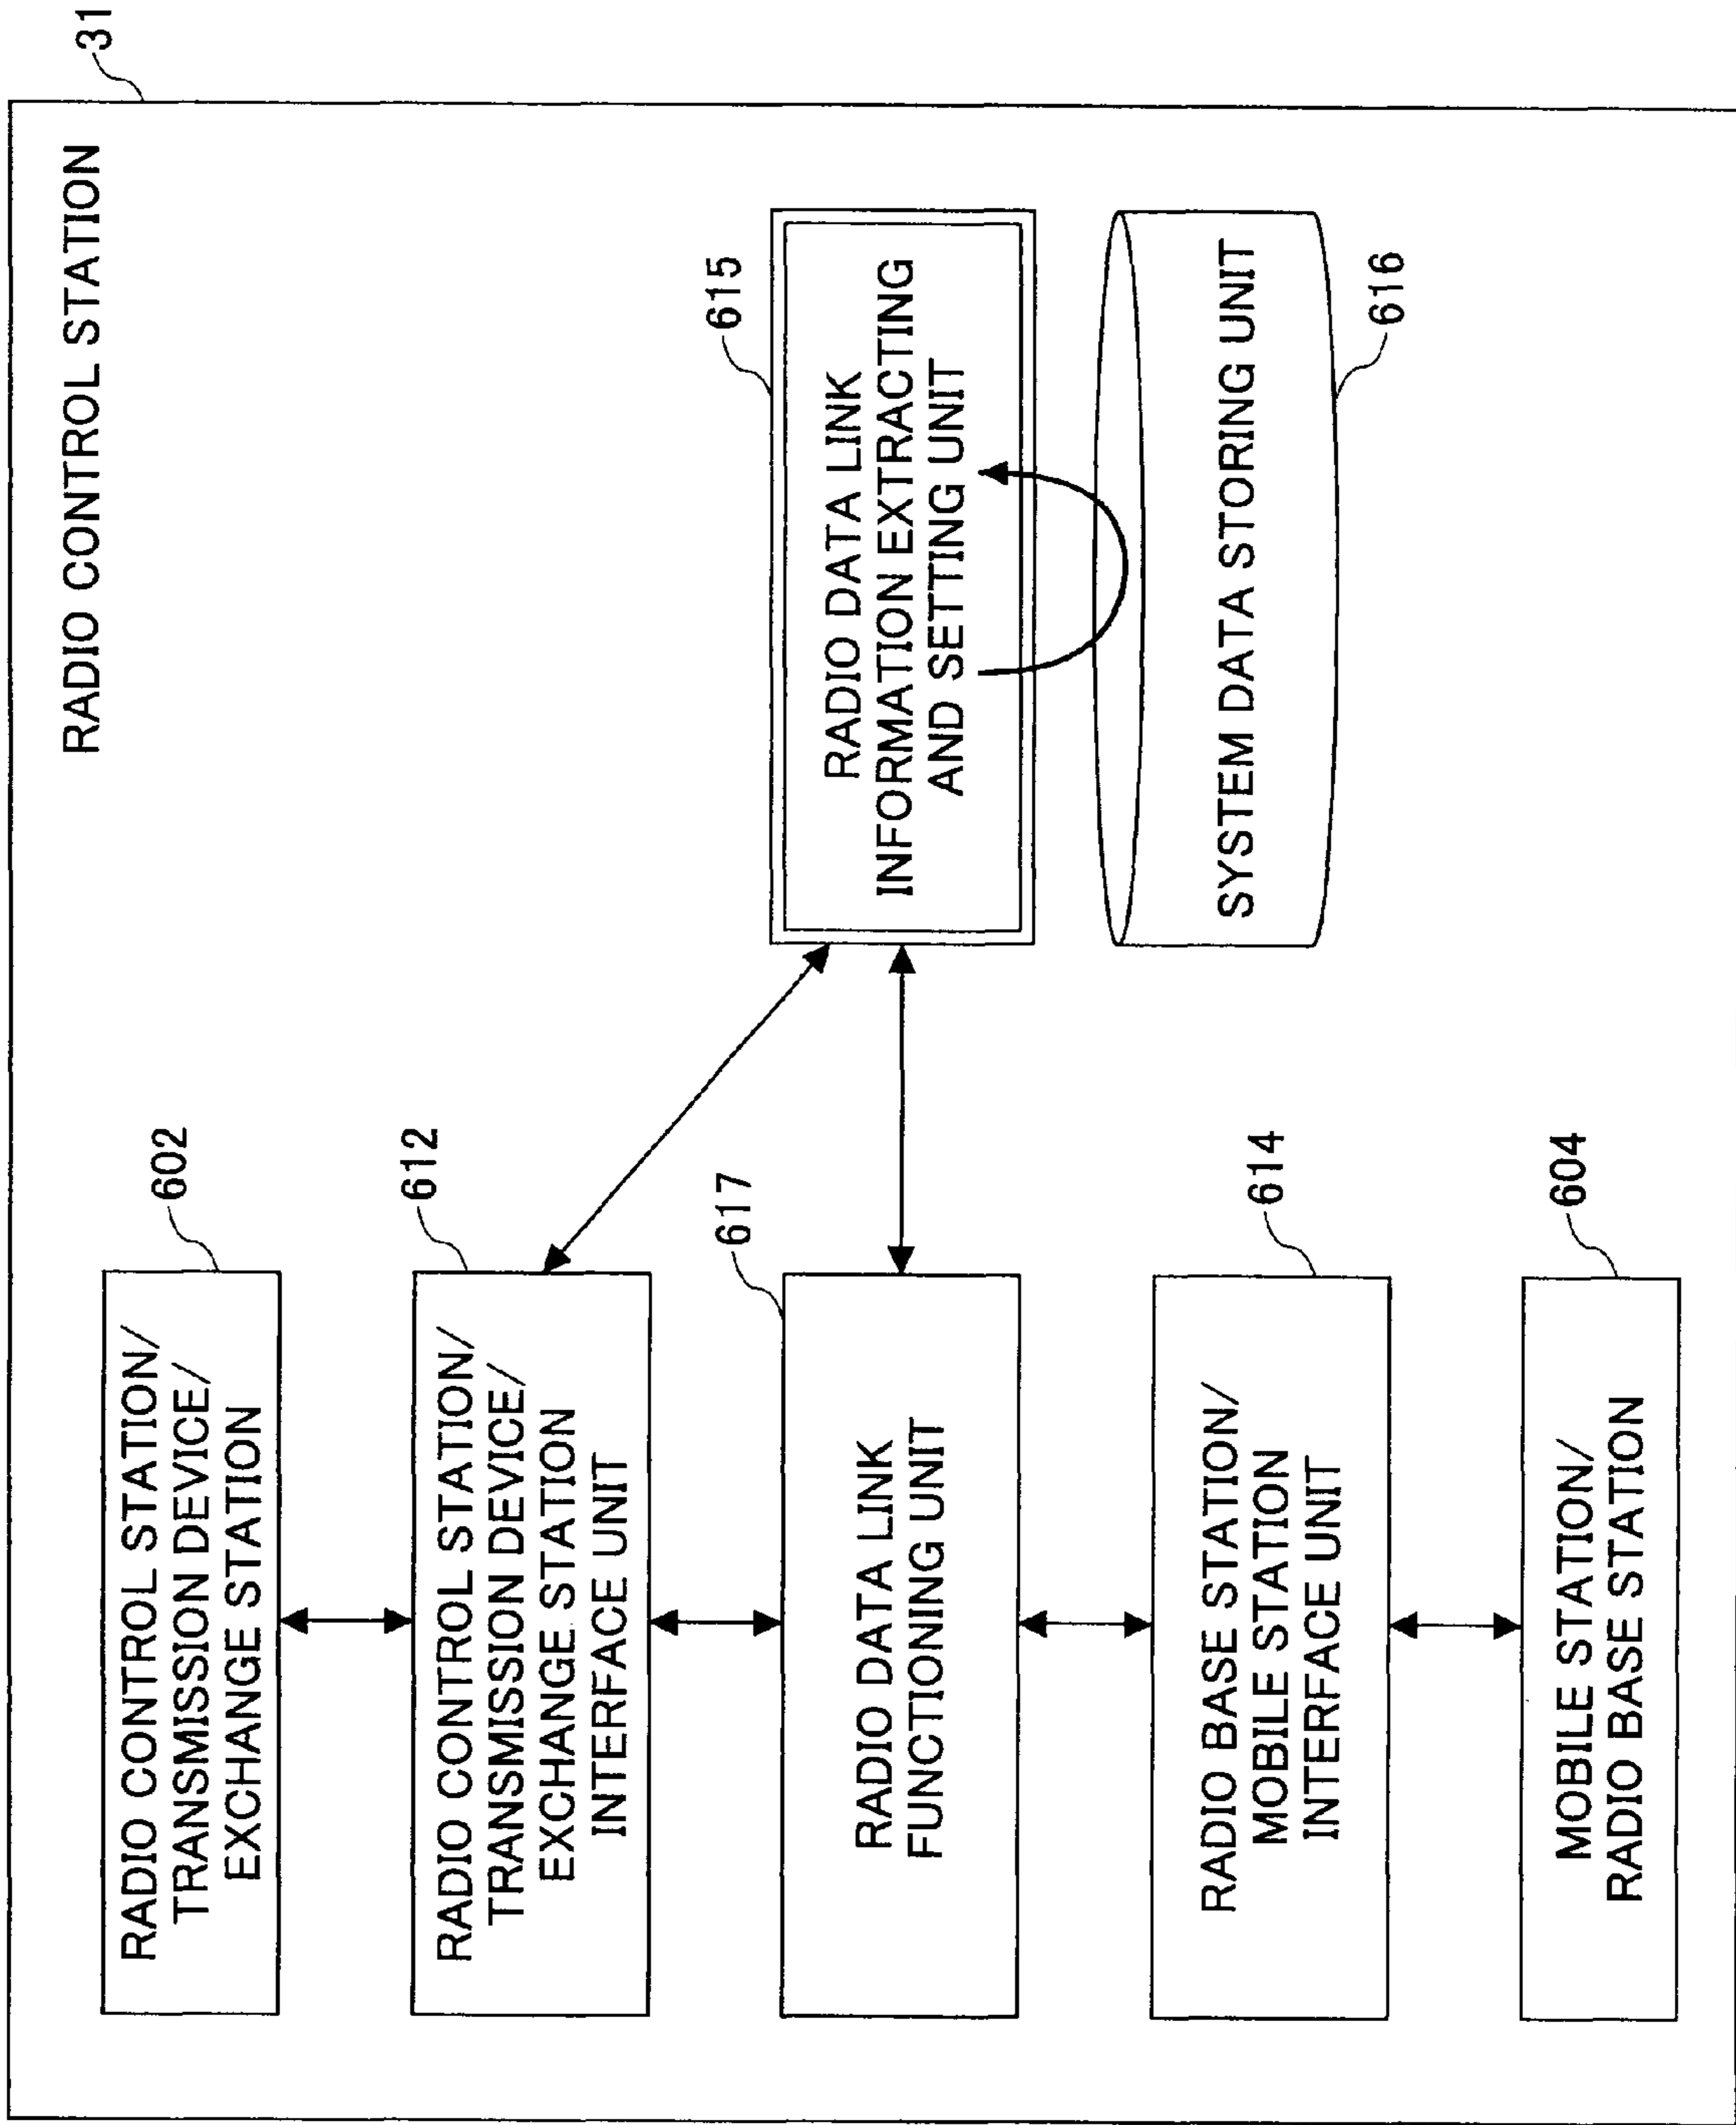 RADIO CONTROL STATION
31
RADIO CONTROL STATION/
TRANSMISSION DEVICE/
EXCHANGE STATION
602
RADIO CONTROL STATION/
TRANSMISSION DEVICE/
EXCHANGE STATION
INTERFACE UNIT
612
RADIO DATA LINK
FUNCTIONING UNIT
617
RADIO BASE STATION/
MOBILE STATION
INTERFACE UNIT
614
MOBILE STATION/
RADIO BASE STATION
604
RADIO DATA LINK
INFORMATION EXTRACTING
AND SETTING UNIT
615
SYSTEM DATA STORING UNIT
616